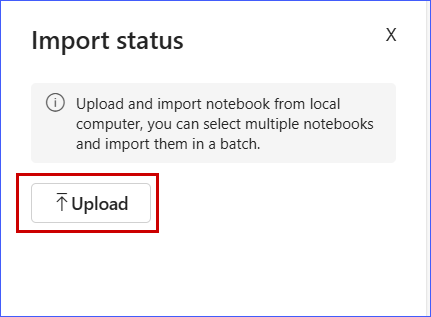 Import status
X
Upload and import notebook from local
computer, you can select multiple notebooks
and import them in a batch.
Upload